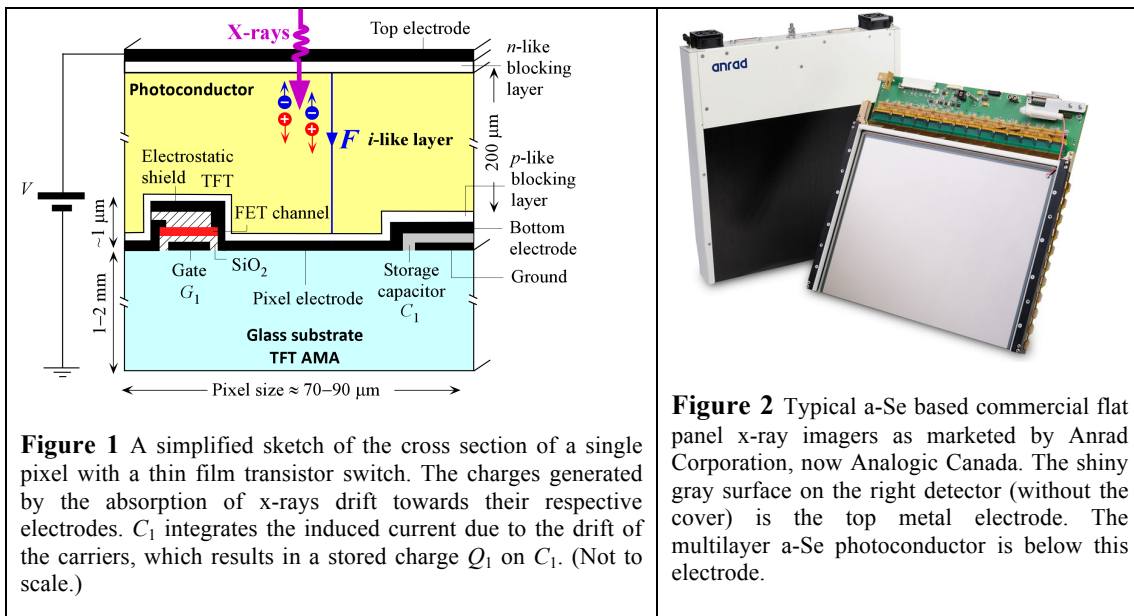 X-rays
Top electrode
n-like
blocking
layer
Photoconductor
F
i-like layer
200 μm
Electrostatic
shield
TFT
p-like
blocking
layer
V
~1 μm
FET channel
Bottom
electrode
Gate
G1
SiO2
Storage
capacitor
C1
Ground
Pixel electrode
1−2 mm
Glass substrate
TFT AMA
Pixel size ≈ 70−90 μm
Figure 1 A simplified sketch of the cross section of a single
pixel with a thin film transistor switch. The charges generated
by the absorption of x-rays drift towards their respective
electrodes. C1 integrates the induced current due to the drift of
the carriers, which results in a stored charge Q1 on C1. (Not to
scale.)
anrad
Figure 2 Typical a-Se based commercial flat
panel x-ray imagers as marketed by Anrad
Corporation, now Analogic Canada. The shiny
gray surface on the right detector (without the
cover) is the top metal electrode. The
multilayer a-Se photoconductor is below this
electrode.